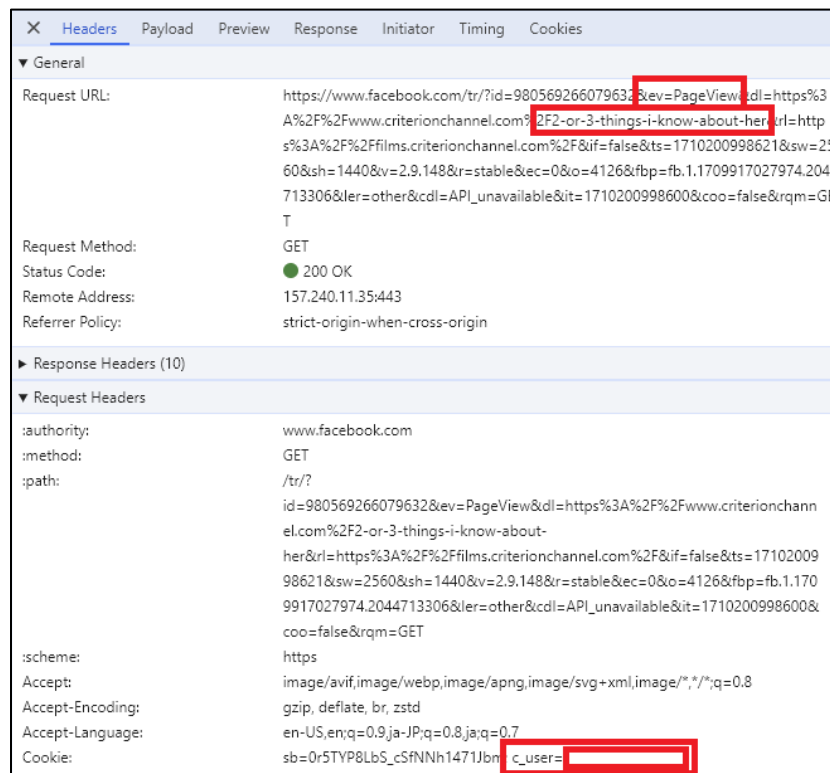 × Headers Payload Preview Response Initiator Timing Cookies
▼ General
Request URL: https://www.facebook.com/tr/?id=980569266079632&ev=PageView&dl=https%3
A%2F%2Fwww.criterionchannel.com%2F2-or-3-things-i-know-about-her&rl=http
s%3A%2F%2Ffilms.criterionchannel.com%2F&if=false&ts=1710200998621&sw=25
60&sh=1440&v=2.9.148&r=stable&ec=0&o=4126&fbp=fb.1.1709917027974.2044
713306&ler=other&cdl=API_unavailable&it=1710200998600&coo=false&rqm=GE
T
Request Method: GET
Status Code: 200 OK
Remote Address: 157.240.11.35:443
Referrer Policy: strict-origin-when-cross-origin
► Response Headers (10)
▼ Request Headers
:authority: www.facebook.com
:method: GET
:path: /tr/?
id=980569266079632&ev=PageView&dl=https%3A%2F%2Fwww.criterionchann
el.com%2F2-or-3-things-i-know-about-
her&rl=https%3A%2F%2Ffilms.criterionchannel.com%2F&if=false&ts=17102009
98621&sw=2560&sh=1440&v=2.9.148&r=stable&ec=0&o=4126&fbp=fb.1.170
9917027974.2044713306&ler=other&cdl=API_unavailable&it=1710200998600&
coo=false&rqm=GET
:scheme: https
Accept: image/avif,image/webp,image/apng,image/svg+xml,image/*,*/*;q=0.8
Accept-Encoding: gzip, deflate, br, zstd
Accept-Language: en-US,en;q=0.9,ja-JP;q=0.8,ja;q=0.7
Cookie: sb=0r5TYP8LbS_cSfNNh1471Jbm; c_user=